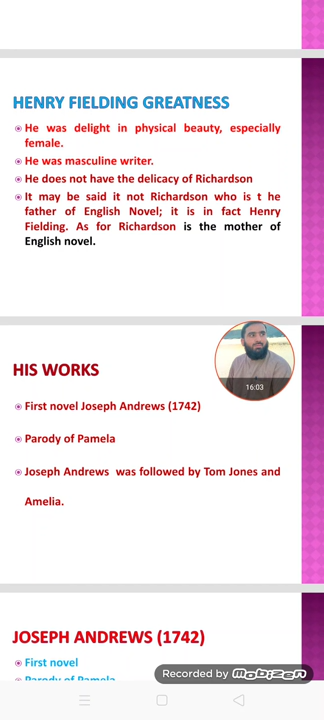 HENRY FIELDING GREATNESS
He was delight in physical beauty, especially
female.
He was masculine writer.
He does not have the delicacy of Richardson
It may be said it not Richardson who is t he
father of English Novel; it is in fact Henry
Fielding. As for Richardson is the mother of
English novel.
HIS WORKS
16:03
First novel Joseph Andrews (1742)
Parody of Pamela
Joseph Andrews was followed by Tom Jones and
Amelia.
JOSEPH ANDREWS (1742)
First novel
Parody of Pamela
Recorded by mobizen